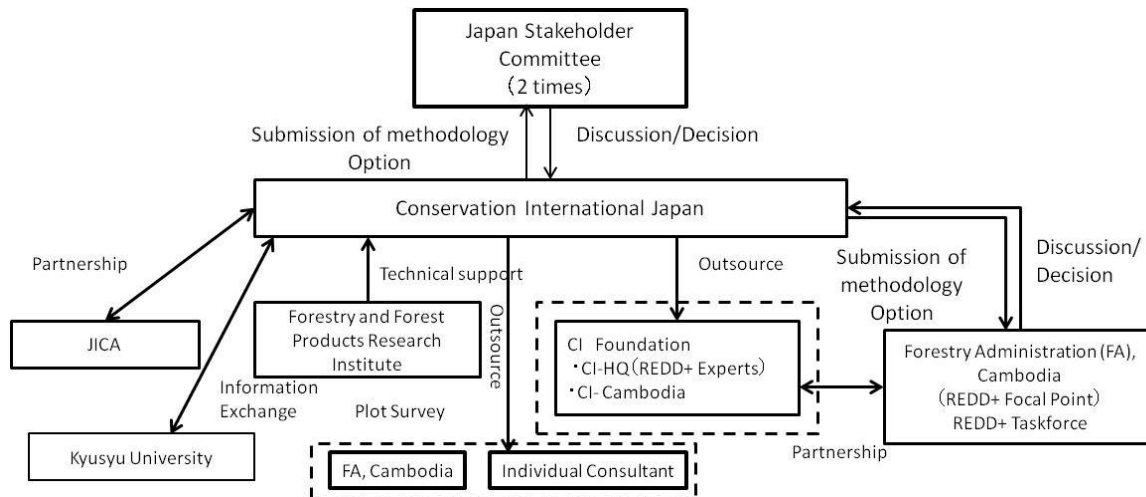 Japan Stakeholder
Committee
（2 times）
Submission of methodology
Option
Discussion/Decision
Conservation International Japan
Partnership
Technical support
Outsource
Outsource
Submission of
methodology
Option
Discussion/
Decision
JICA
Forestry and Forest
Products Research
Institute
CI Foundation
・CI-HQ（REDD+ Experts）
・CI- Cambodia
Forestry Administration (FA),
Cambodia
（REDD+ Focal Point）
REDD+ Taskforce
Information
Exchange
Plot Survey
Partnership
Kyusyu University
FA, Cambodia
Individual Consultant